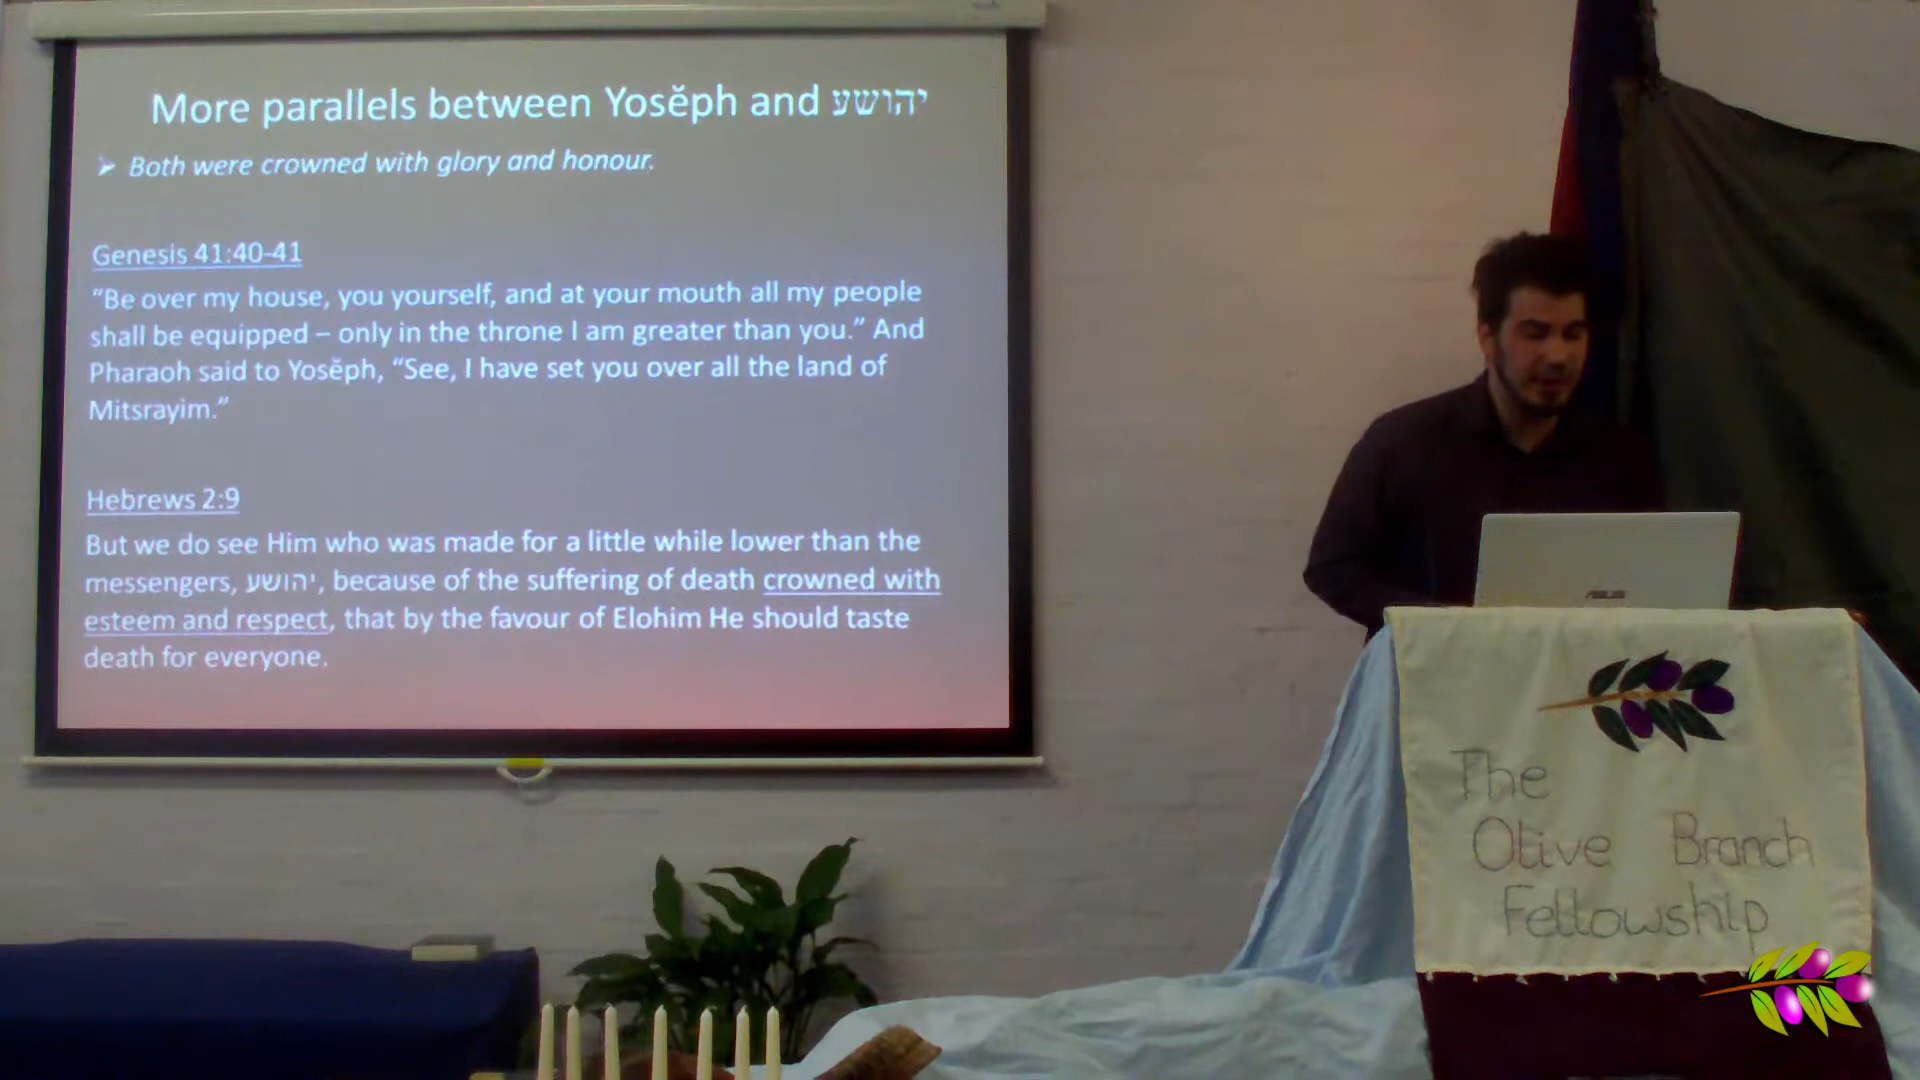 More parallels between Yosĕph and יהושע
➤ Both were crowned with glory and honour.
Genesis 41:40-41
“Be over my house, you yourself, and at your mouth all my people
shall be equipped – only in the throne I am greater than you.” And
Pharaoh said to Yosĕph, “See, I have set you over all the land of
Mitsrayim.”
Hebrews 2:9
But we do see Him who was made for a little while lower than the
messengers, יהושע, because of the suffering of death crowned with
esteem and respect, that by the favour of Elohim He should taste
death for everyone.
ASUS
The
Olive Branch
Fellowship